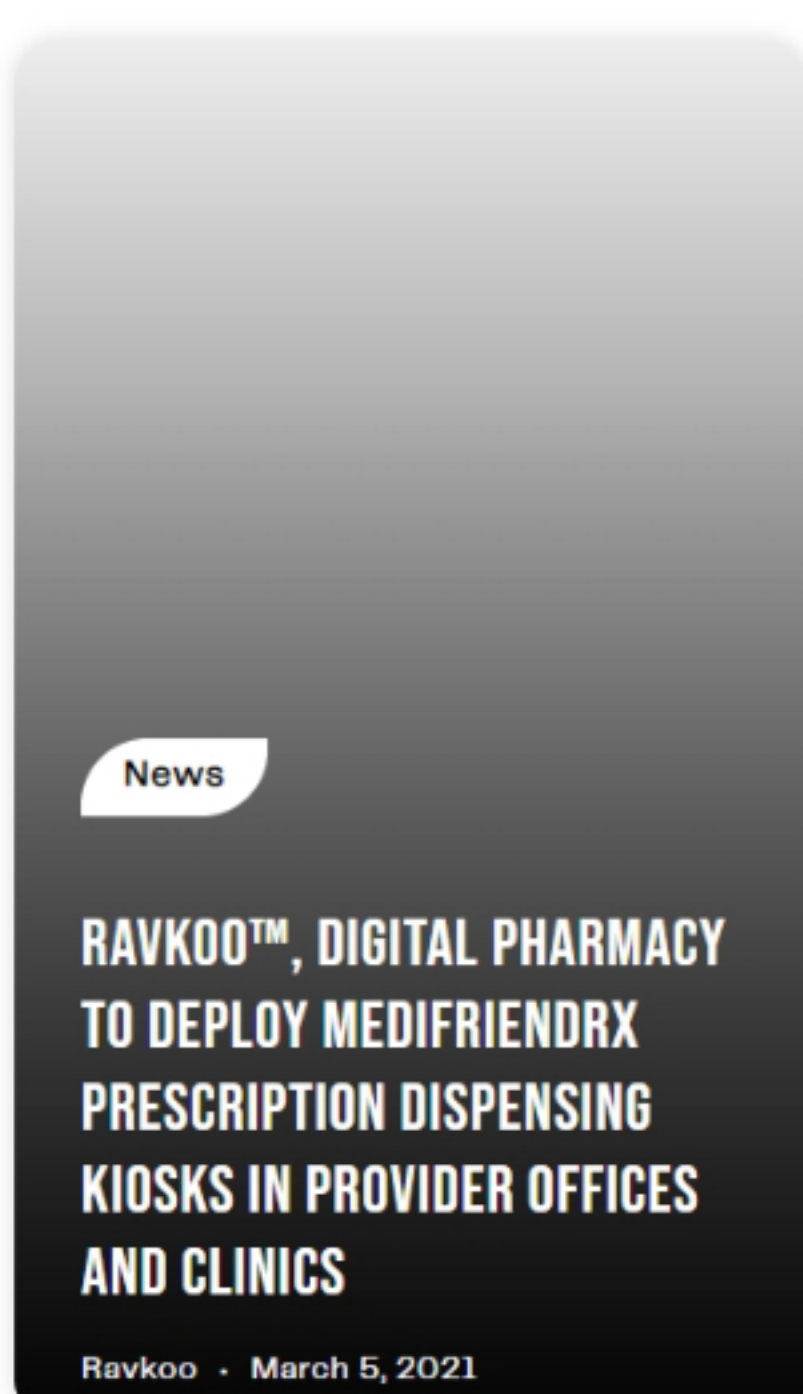 News
RAVKOO™, DIGITAL PHARMACY
TO DEPLOY MEDIFRIENDRX
PRESCRIPTION DISPENSING
KIOSKS IN PROVIDER OFFICES
AND CLINICS
Ravkoo · March 5, 2021